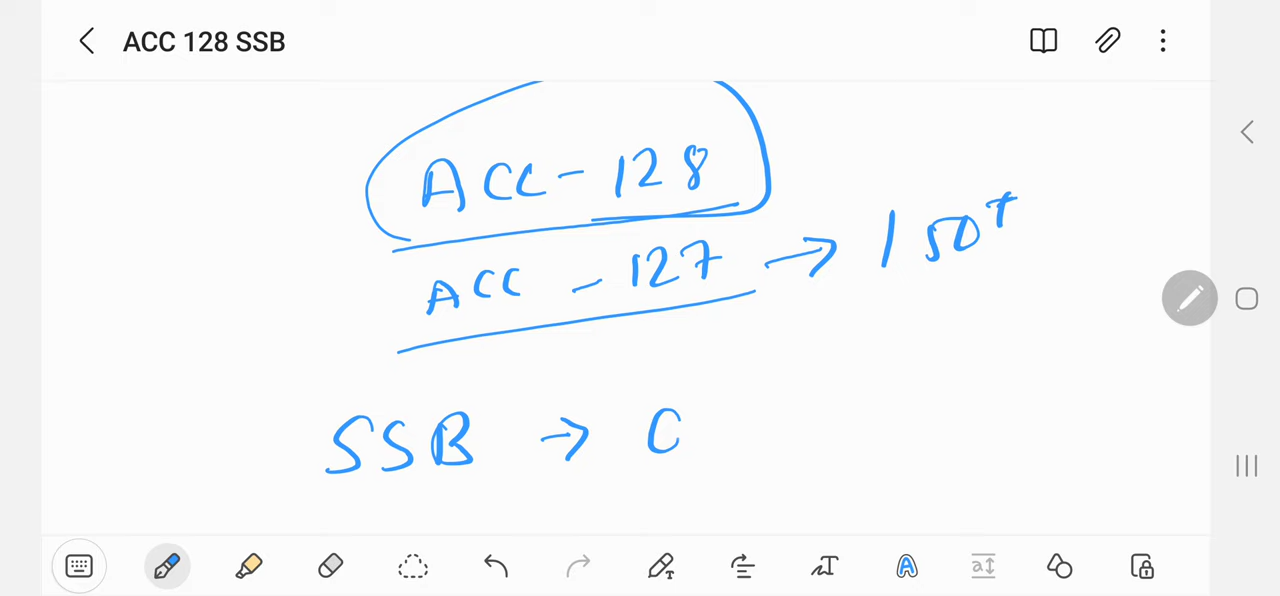 ACC 128 SSB
ACC - 128
ACC - 127 → 150+
SSB → C